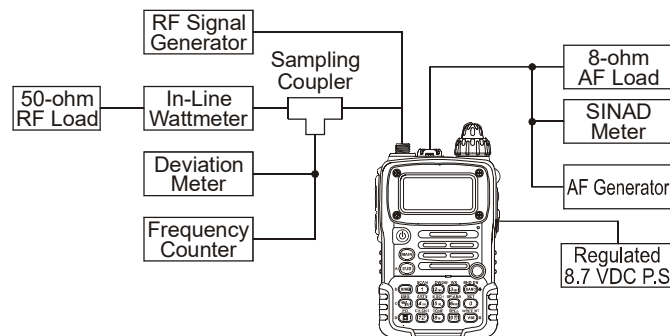 RF Signal
Generator
Sampling
Coupler
8-ohm
AF Load
50-ohm
RF Load
In-Line
Wattmeter
SINAD
Meter
Deviation
Meter
AF Generator
Frequency
Counter
Regulated
8.7 VDC P.S